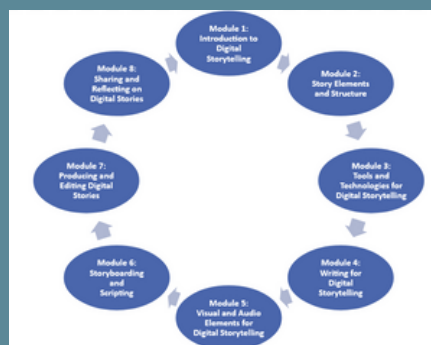 Module 1:
Introduction to
Digital
Storytelling
Module 2:
Story Elements
and Structure
Module 3:
Tools and
Technologies for
Digital Storytelling
Module 4:
Writing for
Digital
Storytelling
Module 5:
Visual and Audio
Elements for
Digital Storytelling
Module 6:
Storyboarding
and
Scripting
Module 7:
Producing and
Editing Digital
Stories
Module 8:
Sharing and
Reflecting on
Digital Stories